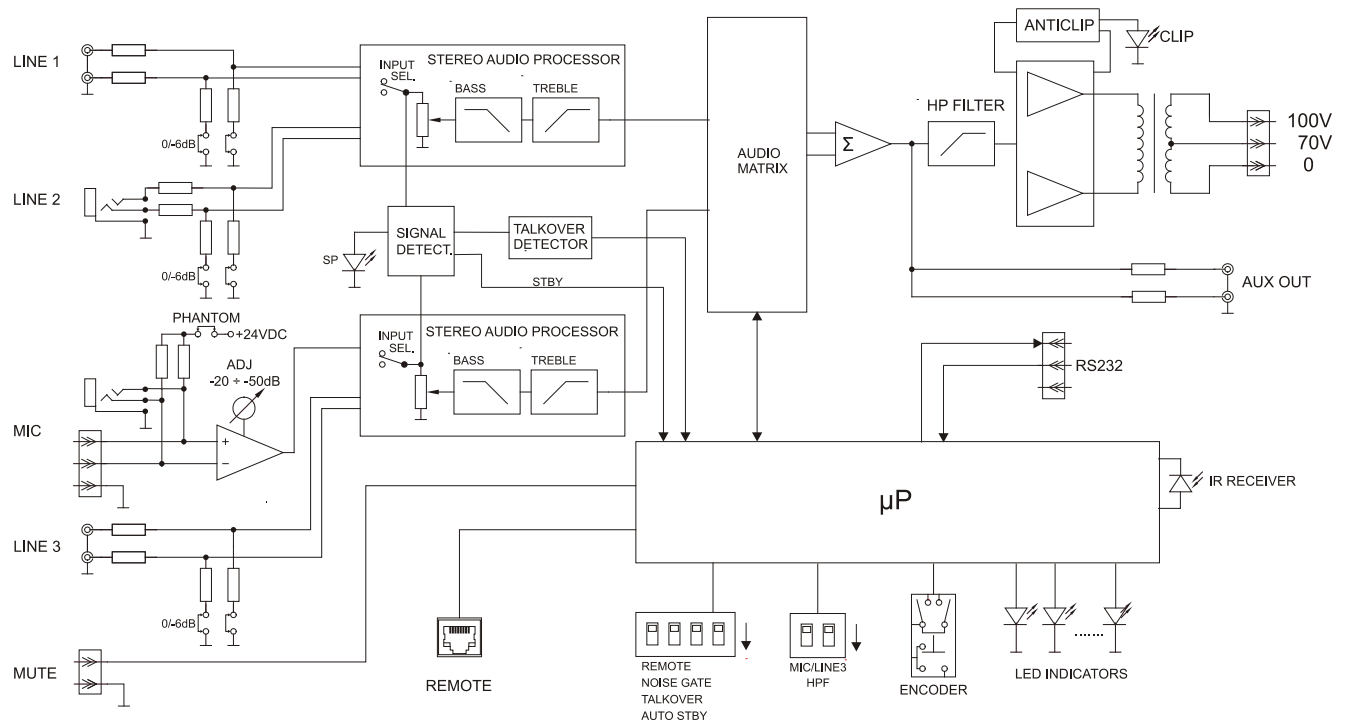 LINE 1
0/-6dB
LINE 2
0/-6dB
INPUT
SEL.
STEREO AUDIO PROCESSOR
BASS
TREBLE
SIGNAL
DETECT.
SP
TALKOVER
DETECTOR
STBY
AUDIO
MATRIX
Σ
HP FILTER
ANTICLIP
CLIP
100V
70V
0
AUX OUT
PHANTOM
+24VDC
ADJ
-20 ÷ -50dB
MIC
+
−
INPUT
SEL.
STEREO AUDIO PROCESSOR
BASS
TREBLE
RS232
µP
IR RECEIVER
LINE 3
0/-6dB
MUTE
REMOTE
REMOTE
NOISE GATE
TALKOVER
AUTO STBY
MIC/LINE3
HPF
ENCODER
......
LED INDICATORS